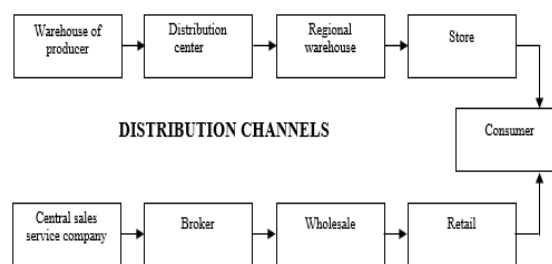 Warehouse of
producer
Distribution
center
Regional
warehouse
Store
DISTRIBUTION CHANNELS
Consumer
Central sales
service company
Broker
Wholesale
Retail